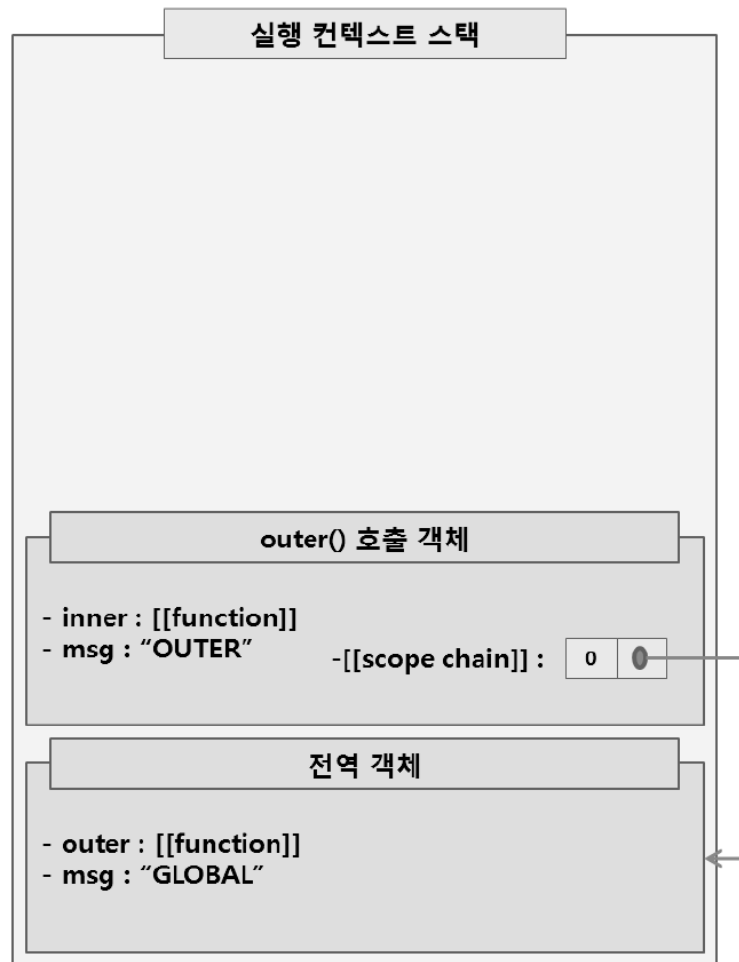 실행 컨텍스트 스택
outer() 호출 객체
- inner : [[function]]
- msg : “OUTER”
-[[scope chain]] : 0
전역 객체
- outer : [[function]]
- msg : “GLOBAL”